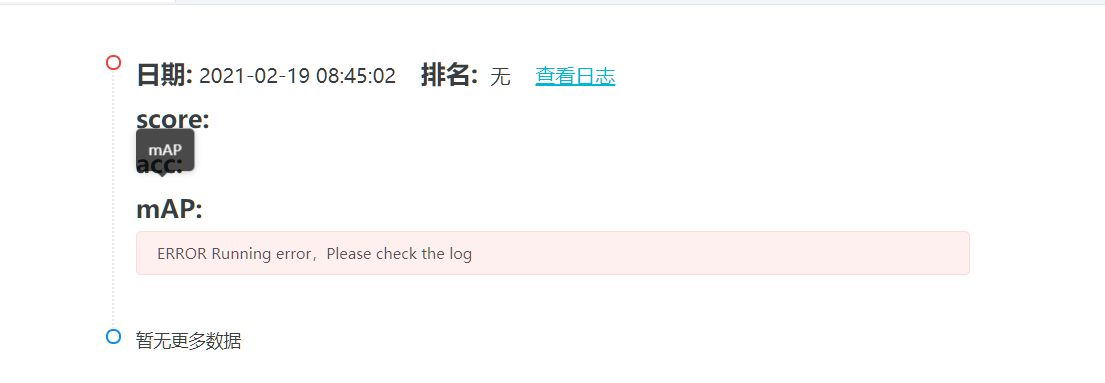 日期: 2021-02-19 08:45:02 排名: 无 查看日志
score:
mAP
acc:
mAP:
ERROR Running error，Please check the log
暂无更多数据